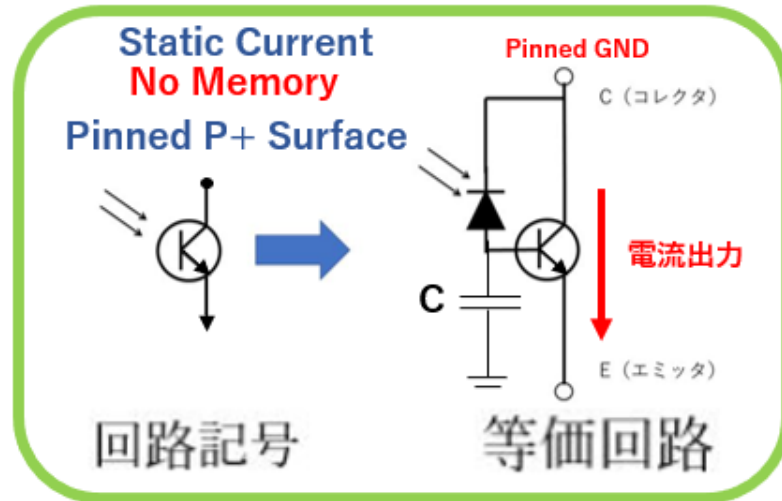 Static Current
No Memory
Pinned P+ Surface
Pinned GND
C（コレクタ）
電流出力
C
E（エミッタ）
回路記号
等価回路